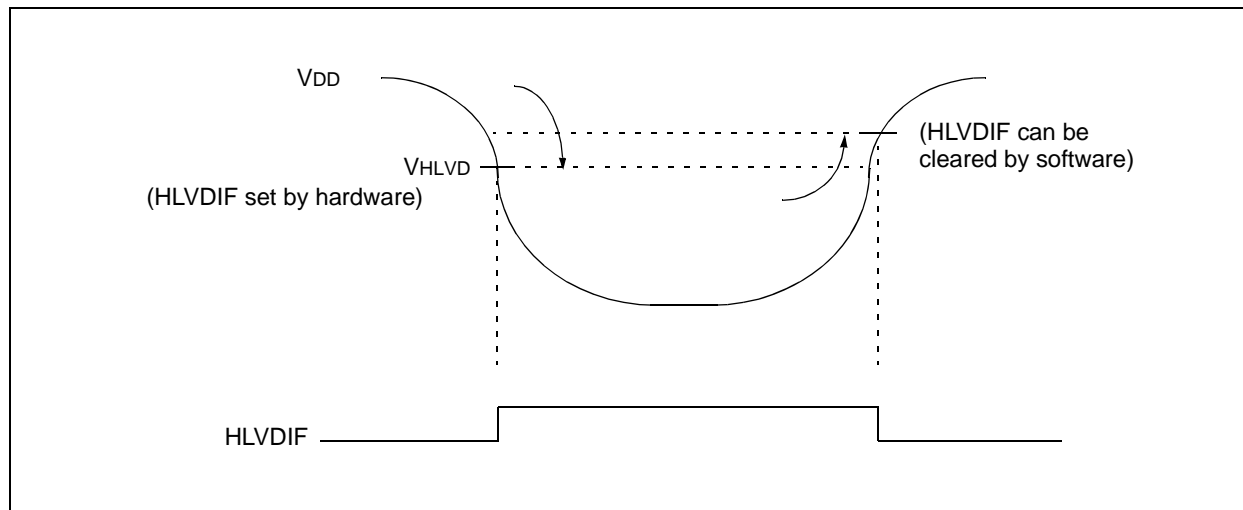 VDD
(HLVDIF can be
cleared by software)
VHLVD
(HLVDIF set by hardware)
HLVDIF